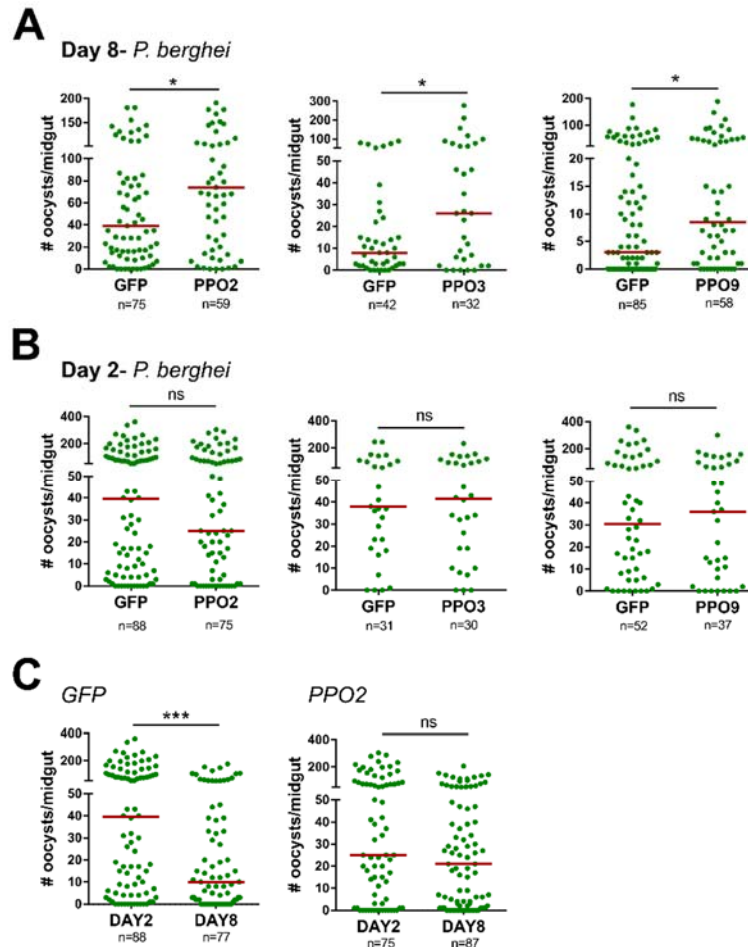 A
Day 8- P. berghei
*
# oocysts/midgut
200
150
100
80
60
40
20
0
GFP
PPO2
n=75
n=59
*
# oocysts/midgut
300
200
100
50
40
30
20
10
0
GFP
PPO3
n=42
n=32
*
# oocysts/midgut
200
100
20
15
10
5
0
GFP
PPO9
n=85
n=58
B
Day 2- P. berghei
ns
# oocysts/midgut
400
200
50
40
30
20
10
0
GFP
PPO2
n=88
n=75
ns
# oocysts/midgut
400
200
50
40
30
20
10
0
GFP
PPO3
n=31
n=30
ns
# oocysts/midgut
400
200
50
40
30
20
10
0
GFP
PPO9
n=52
n=37
C
GFP
***
# oocysts/midgut
400
200
50
40
30
20
10
0
DAY2
DAY8
n=88
n=77
PPO2
ns
# oocysts/midgut
400
200
50
40
30
20
10
0
DAY2
DAY8
n=75
n=87